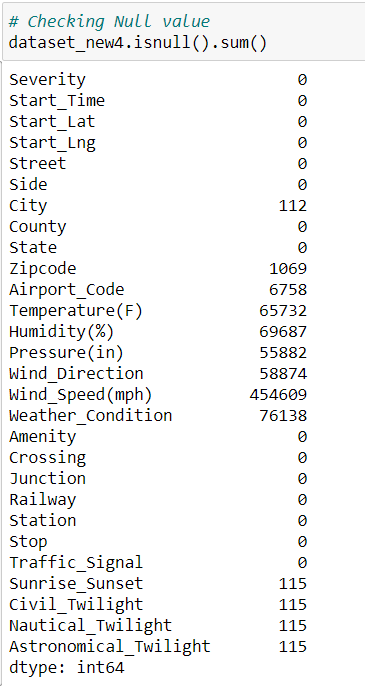 # Checking Null value
dataset_new4.isnull().sum()
Severity 0
Start_Time 0
Start_Lat 0
Start_Lng 0
Street 0
Side 0
City 112
County 0
State 0
Zipcode 1069
Airport_Code 6758
Temperature(F) 65732
Humidity(%) 69687
Pressure(in) 55882
Wind_Direction 58874
Wind_Speed(mph) 454609
Weather_Condition 76138
Amenity 0
Crossing 0
Junction 0
Railway 0
Station 0
Stop 0
Traffic_Signal 0
Sunrise_Sunset 115
Civil_Twilight 115
Nautical_Twilight 115
Astronomical_Twilight 115
dtype: int64